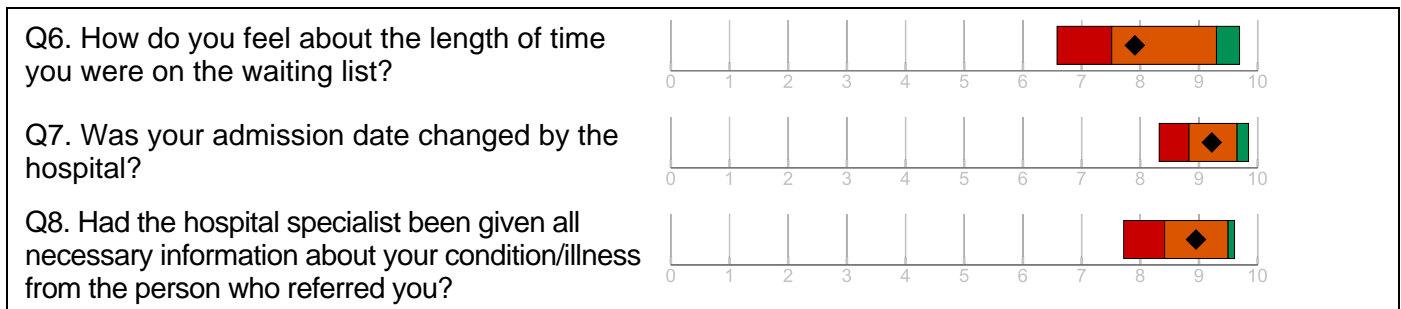 Q6. How do you feel about the length of time
you were on the waiting list?
0 1 2 3 4 5 6 7 8 9 10
Q7. Was your admission date changed by the
hospital?
0 1 2 3 4 5 6 7 8 9 10
Q8. Had the hospital specialist been given all
necessary information about your condition/illness
from the person who referred you?
0 1 2 3 4 5 6 7 8 9 10